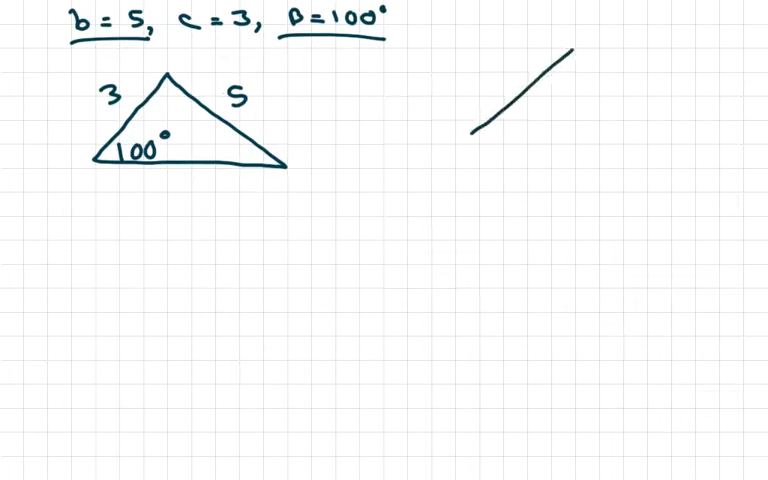 b = 5, c = 3, B = 100°
3 5
100°